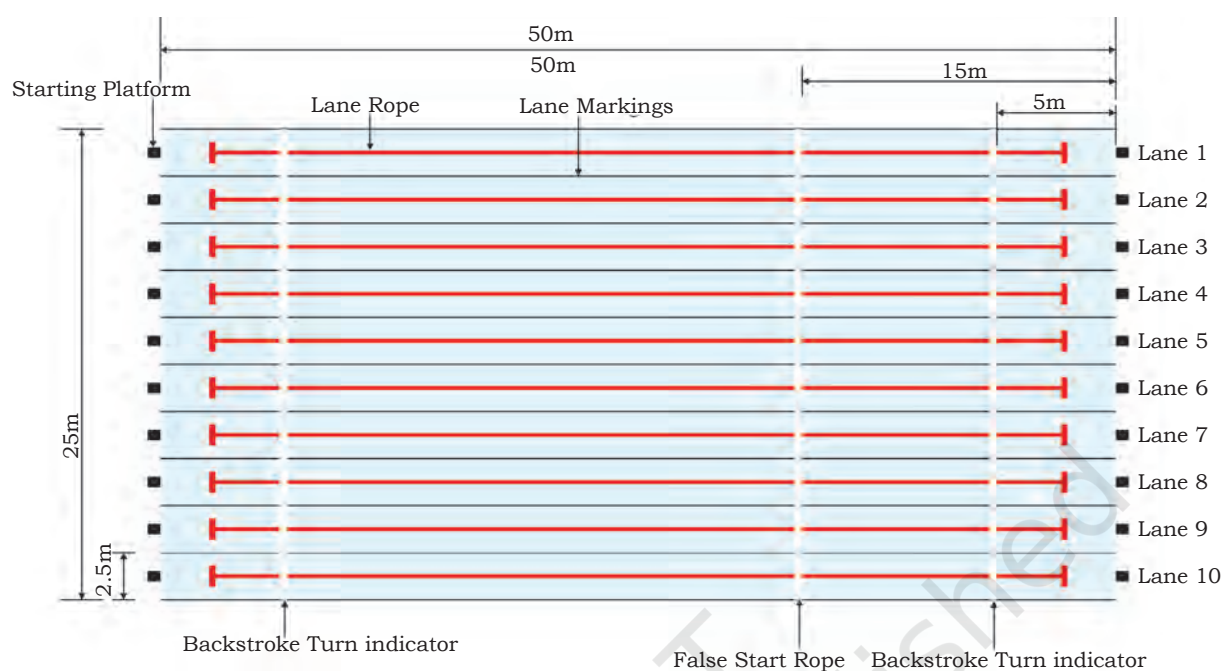 50m
50m
15m
5m
Starting Platform
Lane Rope
Lane Markings
Lane 1
Lane 2
Lane 3
Lane 4
Lane 5
Lane 6
Lane 7
Lane 8
Lane 9
Lane 10
25m
2.5m
Backstroke Turn indicator
False Start Rope
Backstroke Turn indicator